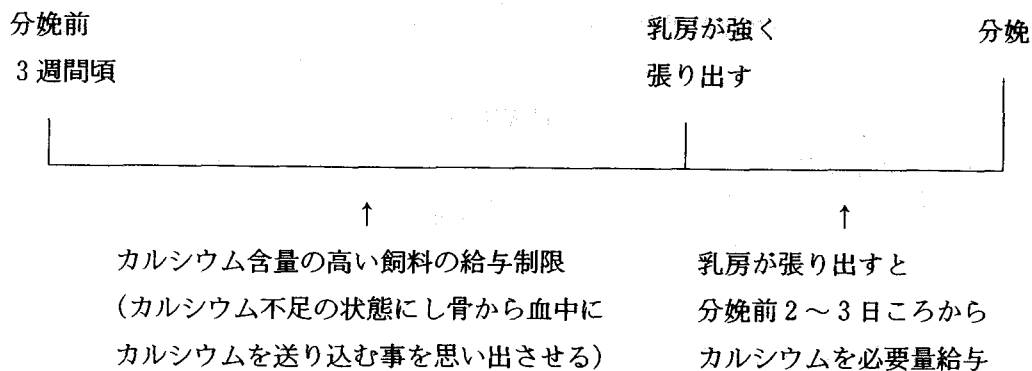 分娩前
3週間頃
乳房が強く
張り出す
分娩
↑
カルシウム含量の高い飼料の給与制限
(カルシウム不足の状態にし骨から血中に
カルシウムを送り込む事を思い出させる)
↑
乳房が張り出すと
分娩前2~3日ころから
カルシウムを必要量給与